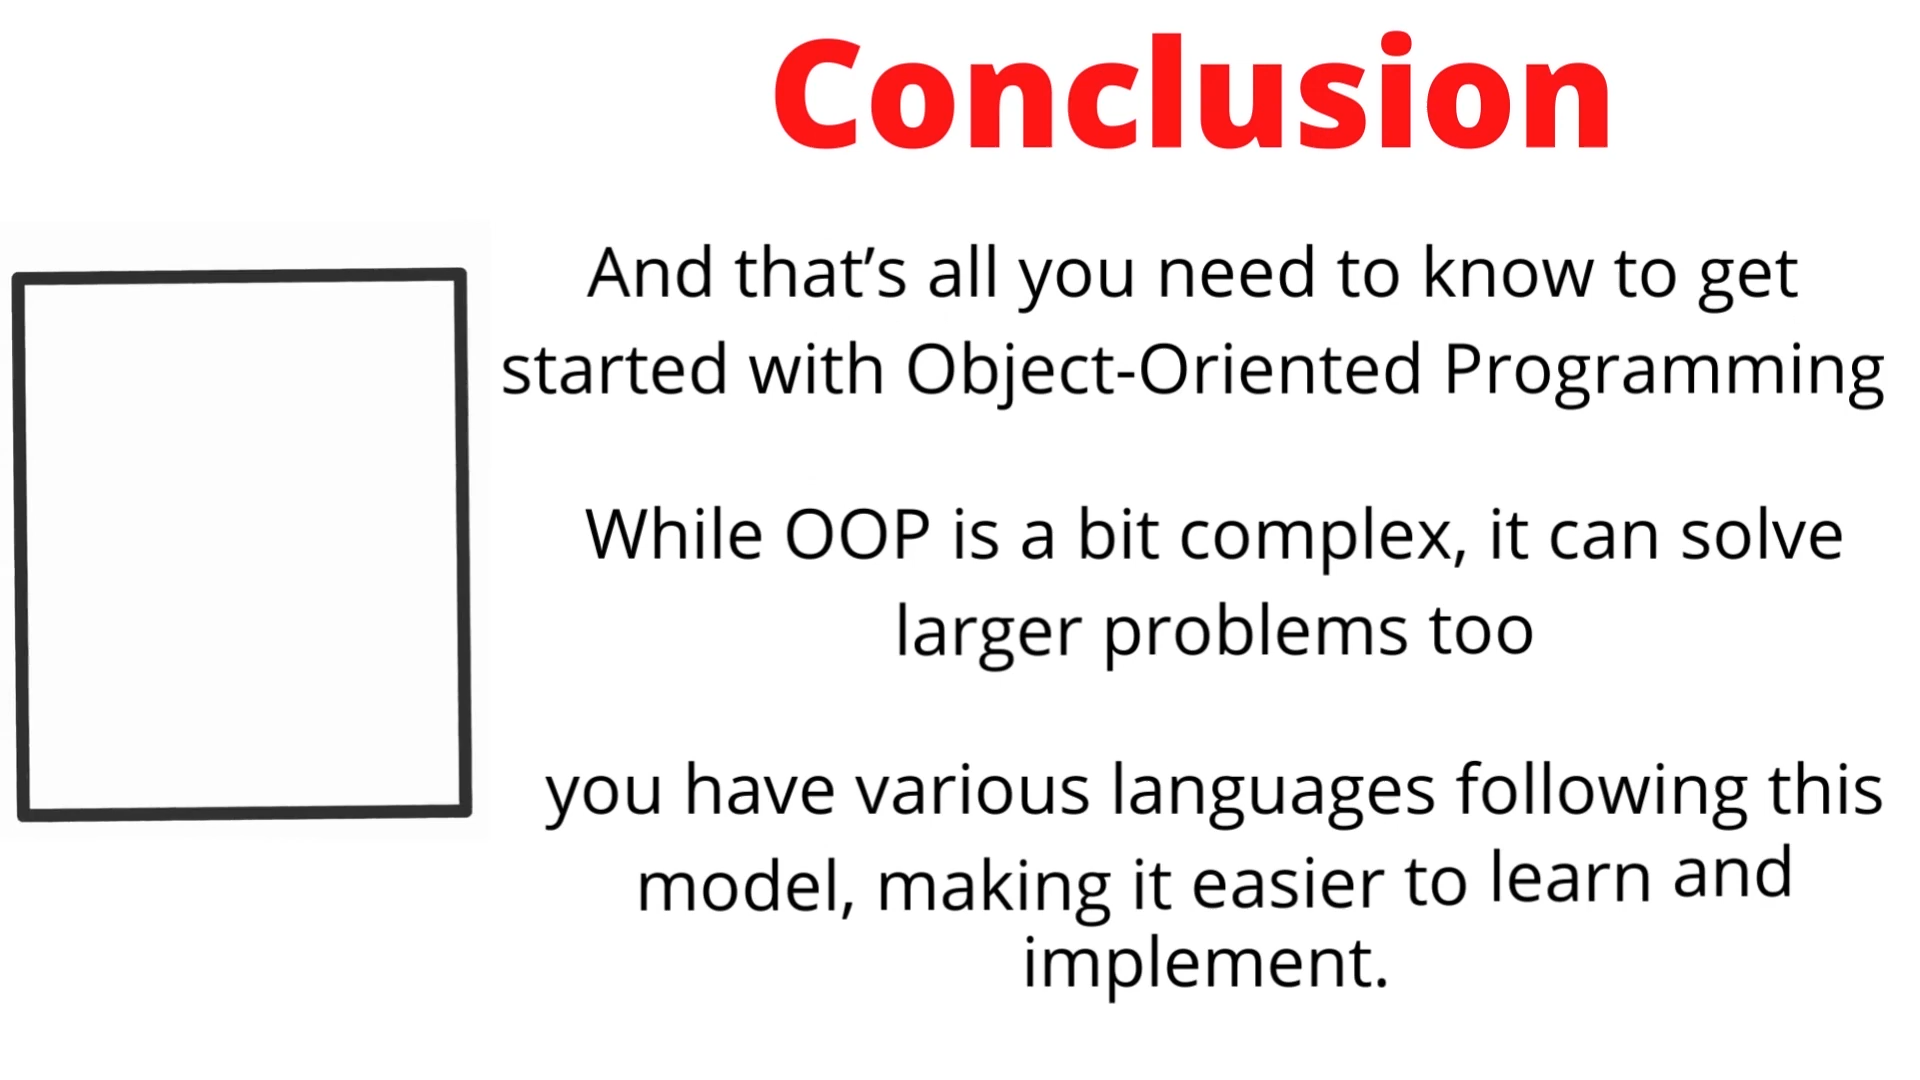 Conclusion
And that’s all you need to know to get
started with Object-Oriented Programming
While OOP is a bit complex, it can solve
larger problems too
you have various languages following this
model, making it easier to learn and
implement.